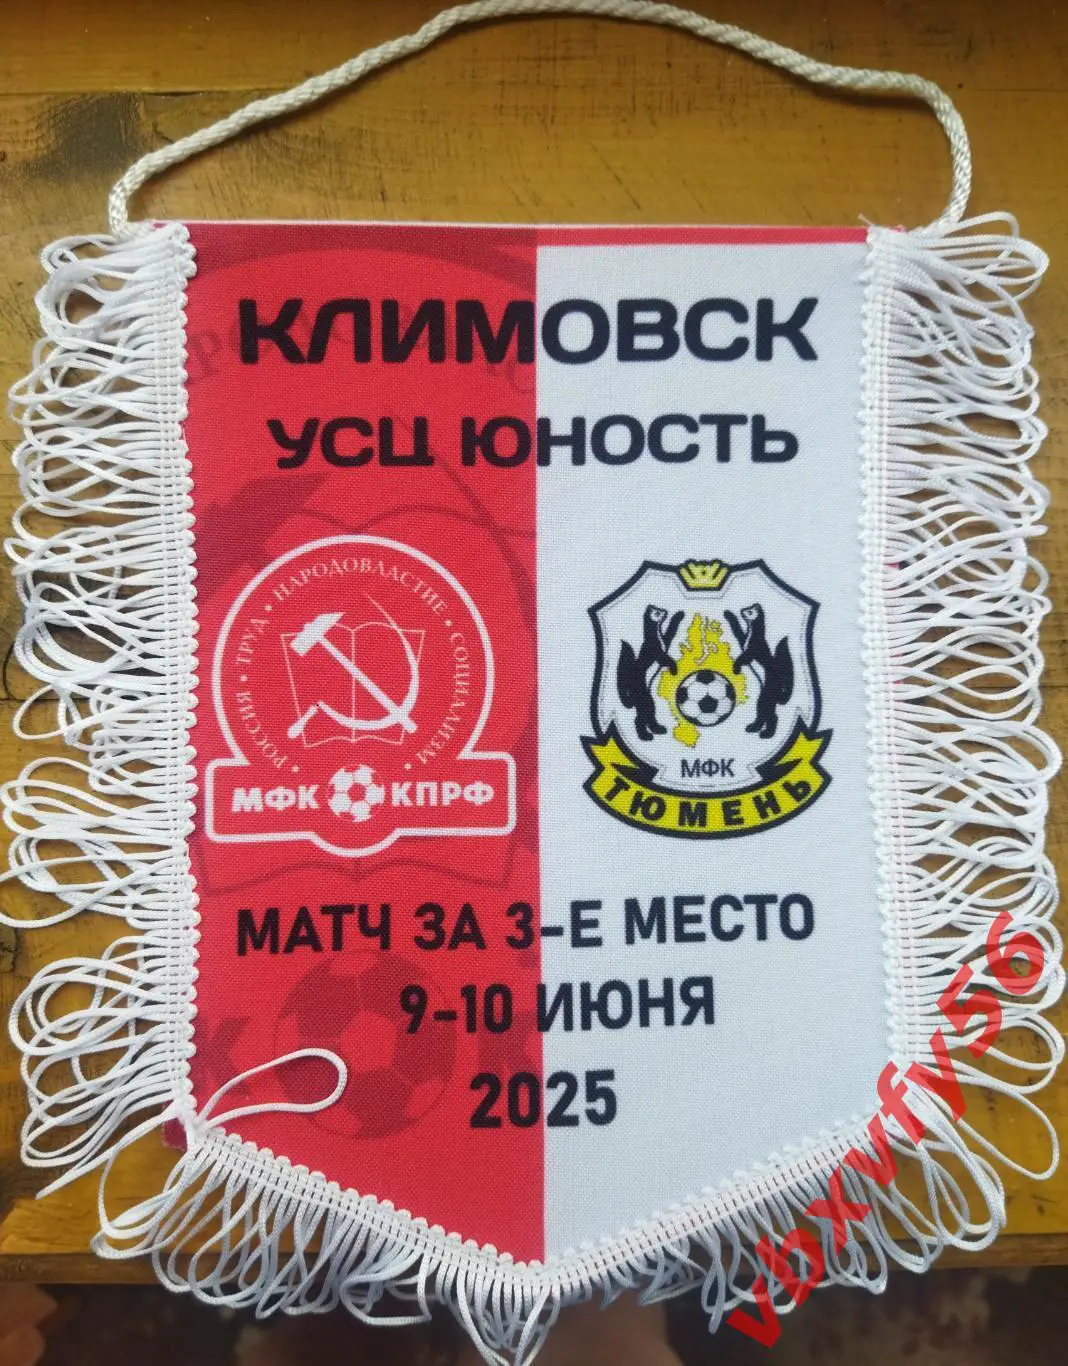 КЛИМОВСК
УСЦ ЮНОСТЬ
РОССИЯ · ТРУД · НАРОДОВЛАСТИЕ · СОЦИАЛИЗМ ·
МФК КПРФ
МФК
ТЮМЕНЬ
МАТЧ ЗА 3-Е МЕСТО
9-10 ИЮНЯ
2025
vbxvfy56